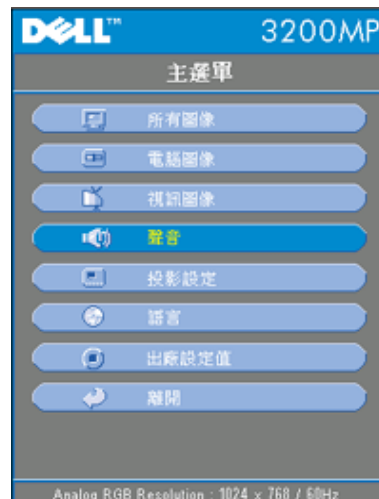 DELL™ 3200MP
主選單
所有圖像
電腦圖像
視訊圖像
聲音
投影設定
語言
出廠設定值
離開
Analog RGB Resolution : 1024 x 768 / 60Hz